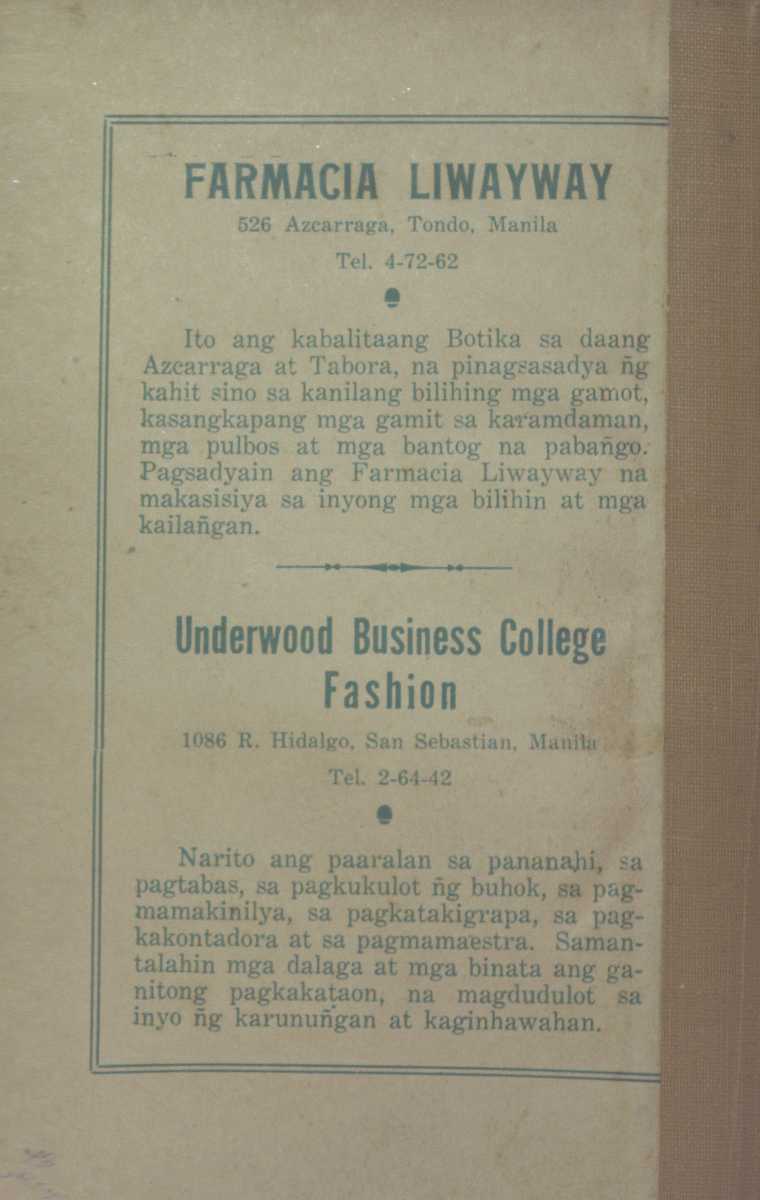 FARMACIA LIWAYWAY
526 Azcarraga, Tondo, Manila
Tel. 4-72-62
Ito ang kabalitaang Botika sa daang
Azcarraga at Tabora, na pinagsasadya ñg
kahit sino sa kanilang bilihing mga gamot,
kasangkapang mga gamit sa karamdaman,
mga pulbos at mga bantog na pabañgo.
Pagsadyain ang Farmacia Liwayway na
makasisiya sa inyong mga bilihin at mga
kailañgan.
Underwood Business College
Fashion
1086 R. Hidalgo, San Sebastian, Manila
Tel. 2-64-42
Narito ang paaralan sa pananahi, sa
pagtabas, sa pagkukulot ñg buhok, sa pag-
mamakinilya, sa pagkatakigrapa, sa pag-
kakontadora at sa pagmamaestra. Saman-
talahin mga dalaga at mga binata ang ga-
nitong pagkakataon, na magdudulot sa
inyo ñg karunuñgan at kaginhawahan.